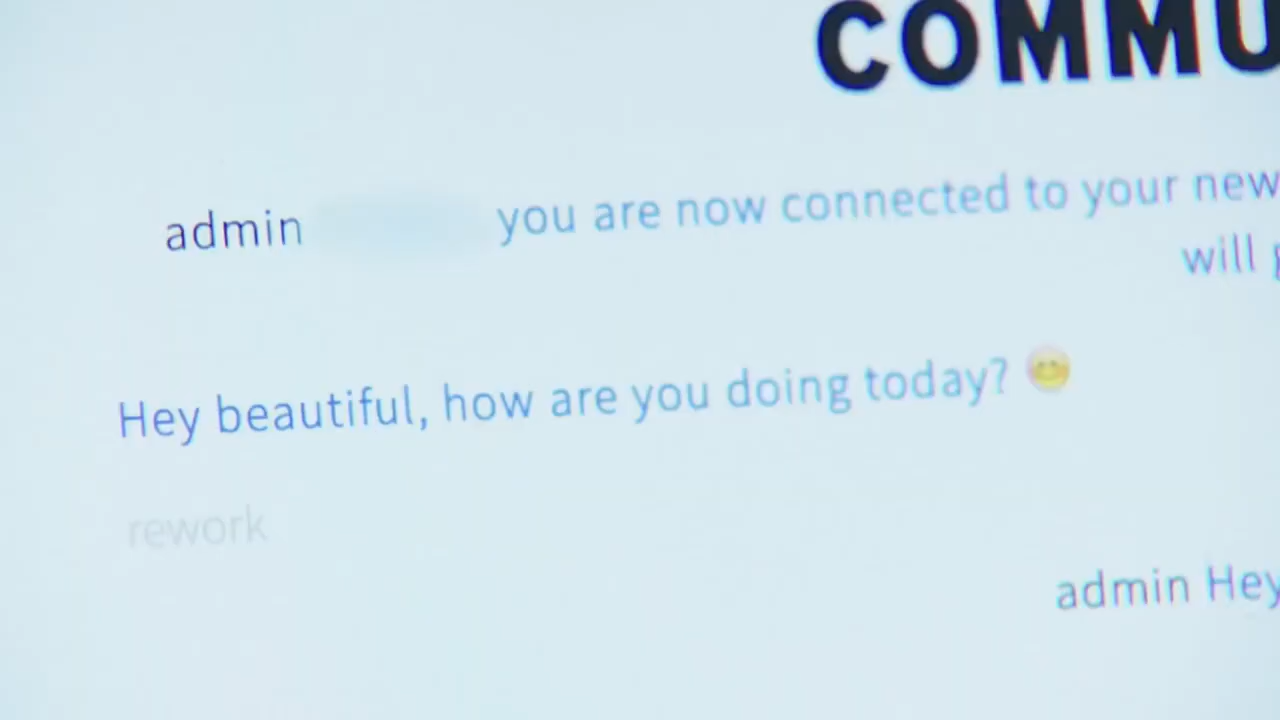 COMMU
admin you are now connected to your new
will
Hey beautiful, how are you doing today? 😊
rework
admin Hey